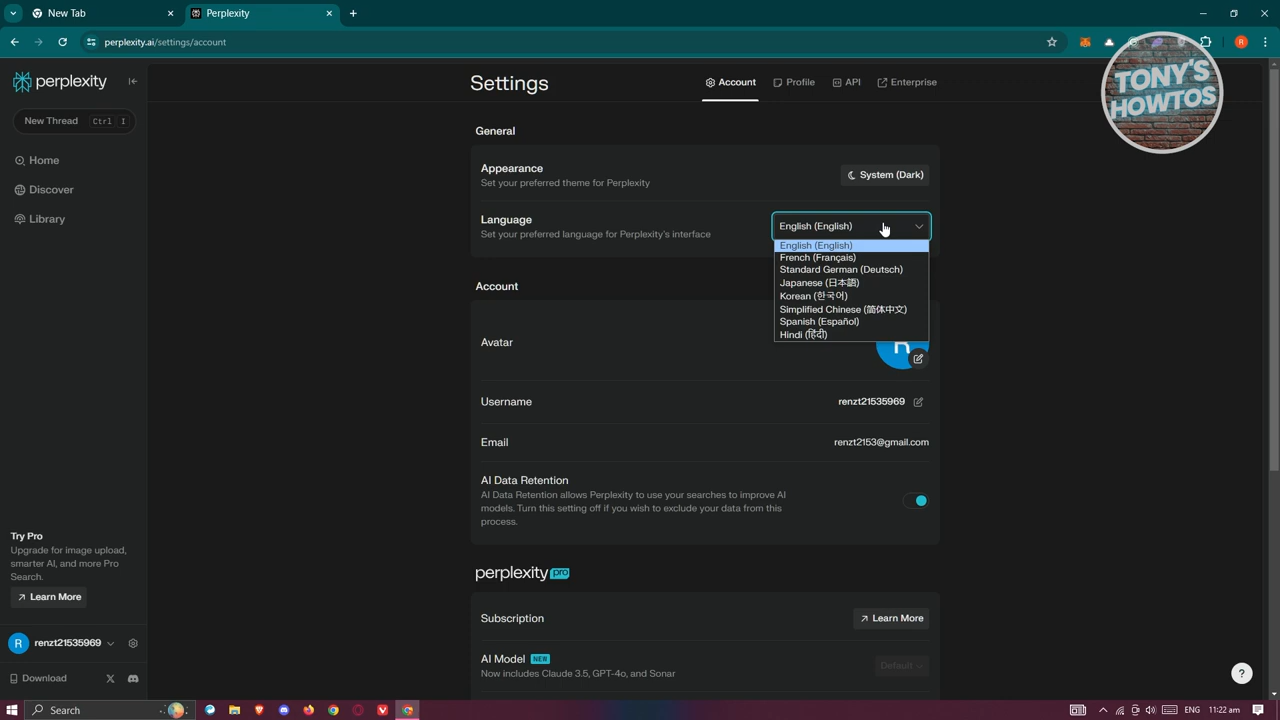 New Tab
Perplexity
perplexity.ai/settings/account
R
TONY'S
HOWTOS
perplexity
New Thread Ctrl I
Home
Discover
Library
Try Pro
Upgrade for image upload,
smarter AI, and more Pro
Search.
Learn More
R renzt21535969
Download
Settings
Account
Profile
API
Enterprise
General
Appearance
Set your preferred theme for Perplexity
System (Dark)
Language
Set your preferred language for Perplexity's interface
English (English)
English (English)
French (Français)
Standard German (Deutsch)
Japanese (日本語)
Korean (한국어)
Simplified Chinese (简体中文)
Spanish (Español)
Hindi (हिंदी)
Account
Avatar
R
Username
renzt21535969
Email
renzt2153@gmail.com
AI Data Retention
AI Data Retention allows Perplexity to use your searches to improve AI
models. Turn this setting off if you wish to exclude your data from this
process.
perplexity pro
Subscription
Learn More
AI Model NEW
Now includes Claude 3.5, GPT-4o, and Sonar
Default
?
Search
ENG
11:22 am